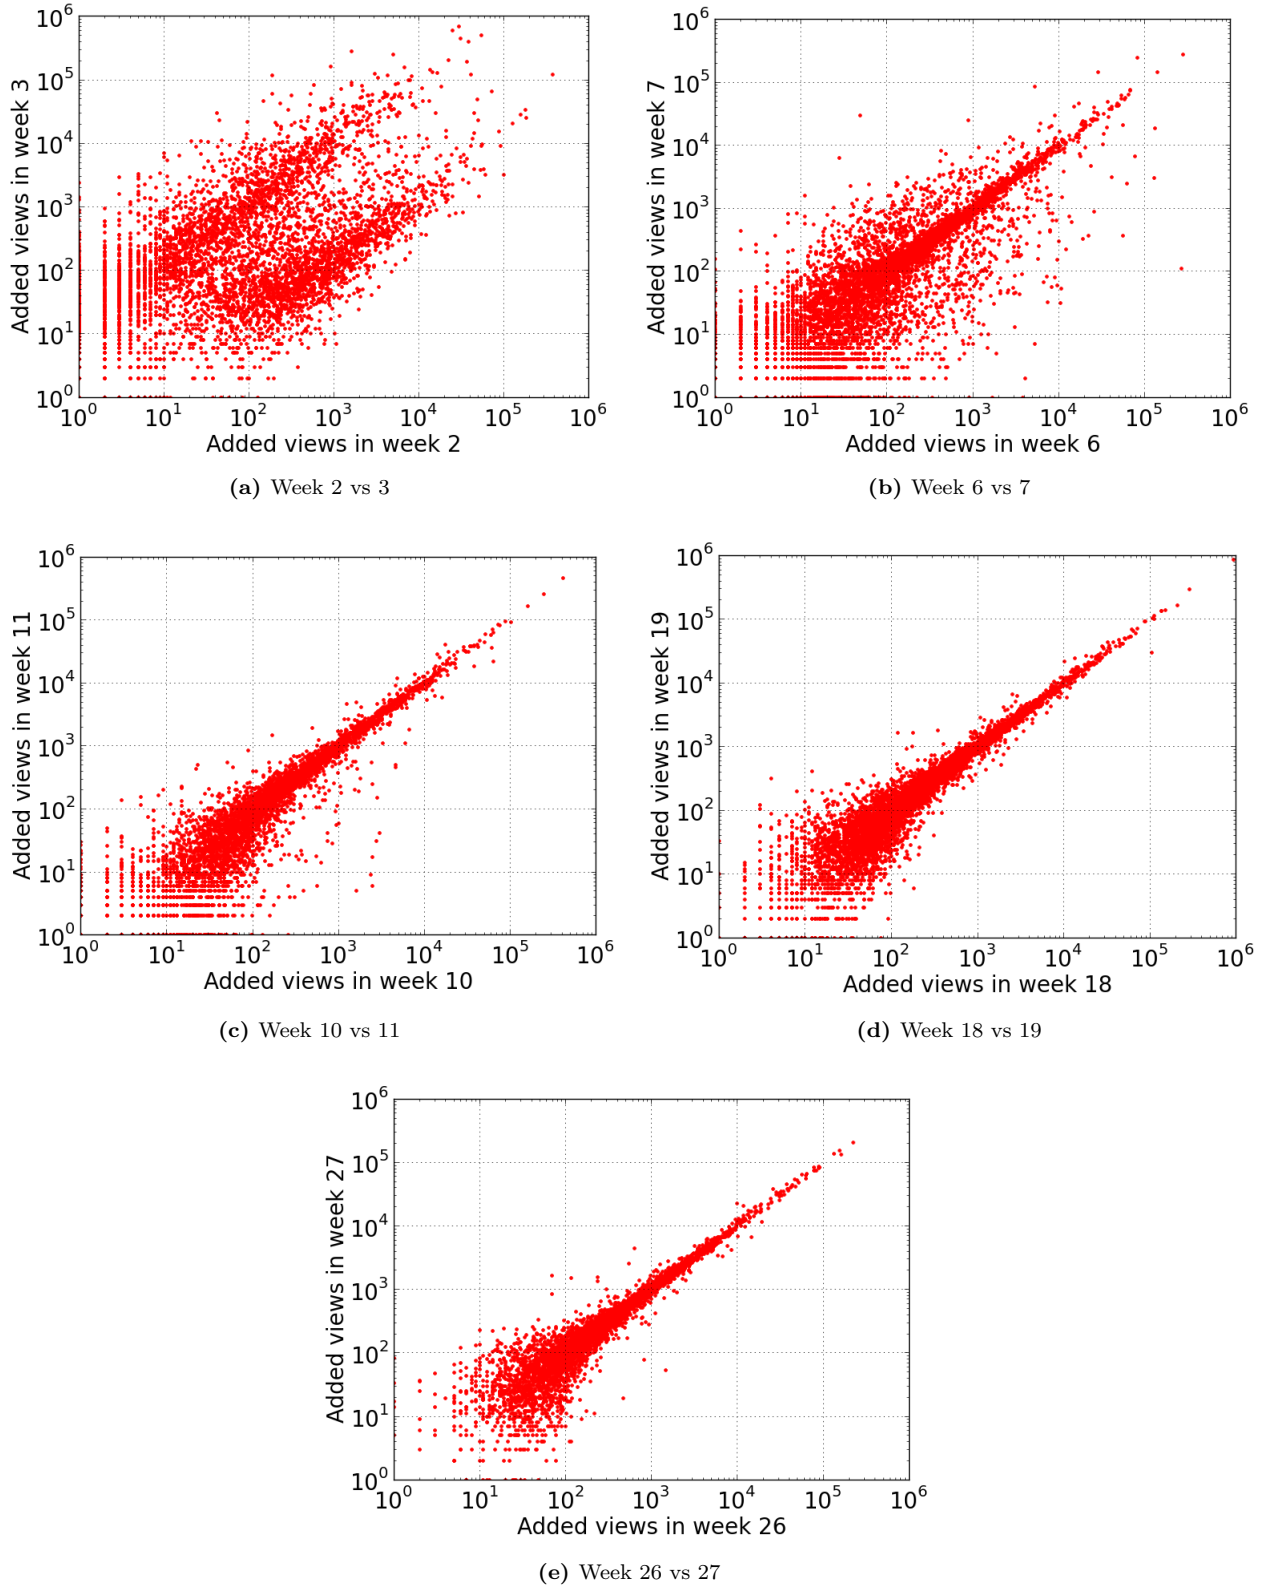 10^6
10^5
10^4
10^3
10^2
10^1
10^0
Added views in week 3
10^0 10^1 10^2 10^3 10^4 10^5 10^6
Added views in week 2
(a) Week 2 vs 3
10^6
10^5
10^4
10^3
10^2
10^1
10^0
Added views in week 7
10^0 10^1 10^2 10^3 10^4 10^5 10^6
Added views in week 6
(b) Week 6 vs 7
10^6
10^5
10^4
10^3
10^2
10^1
10^0
Added views in week 11
10^0 10^1 10^2 10^3 10^4 10^5 10^6
Added views in week 10
(c) Week 10 vs 11
10^6
10^5
10^4
10^3
10^2
10^1
10^0
Added views in week 19
10^0 10^1 10^2 10^3 10^4 10^5 10^6
Added views in week 18
(d) Week 18 vs 19
10^6
10^5
10^4
10^3
10^2
10^1
10^0
Added views in week 27
10^0 10^1 10^2 10^3 10^4 10^5 10^6
Added views in week 26
(e) Week 26 vs 27